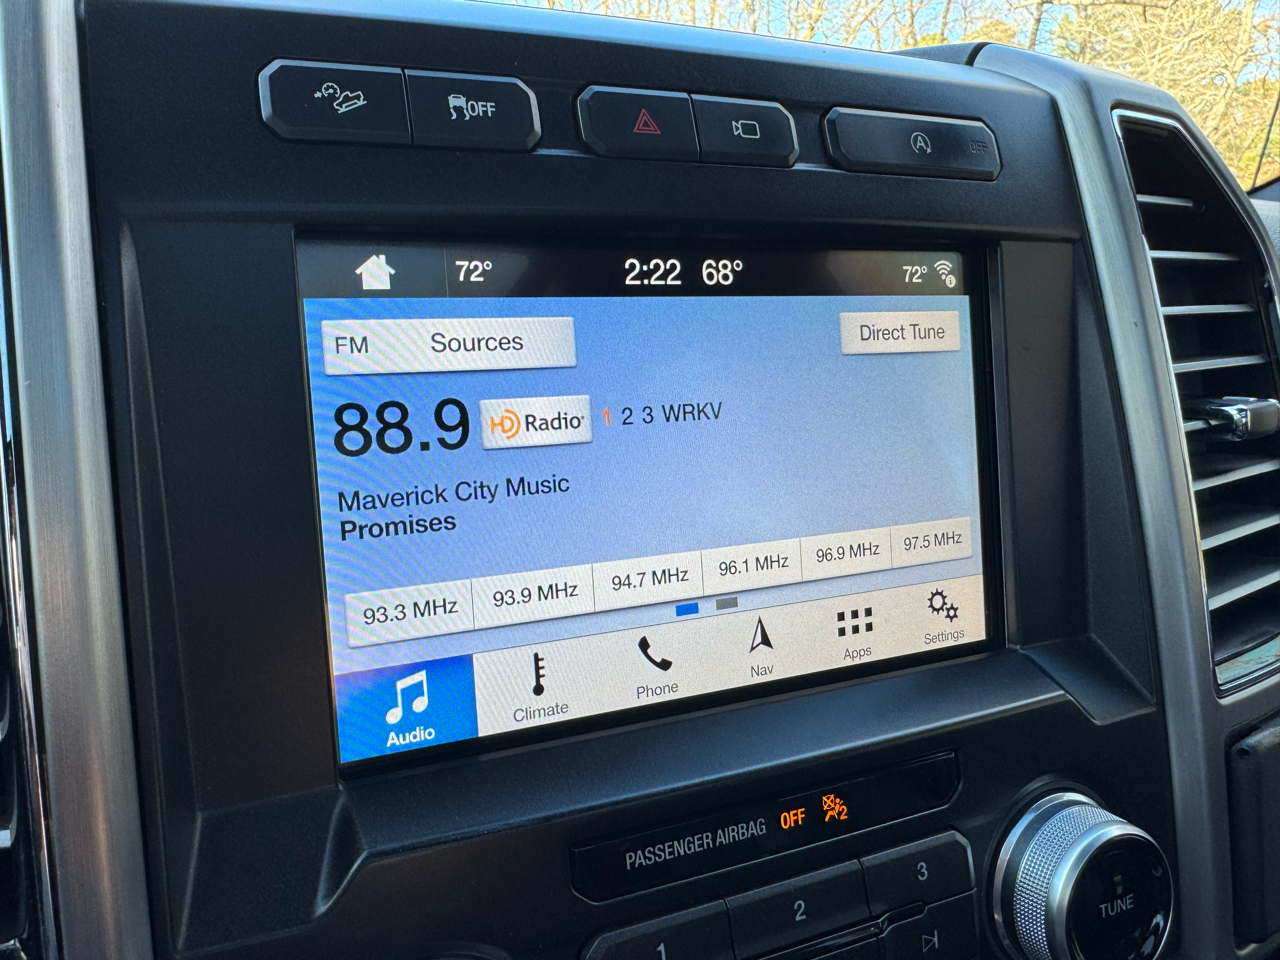 OFF
A OFF
72° 2:22 68° 72°
FM Sources Direct Tune
88.9 HD Radio 1 2 3 WRKV
Maverick City Music
Promises
93.3 MHz 93.9 MHz 94.7 MHz 96.1 MHz 96.9 MHz 97.5 MHz
Audio Climate Phone Nav Apps Settings
PASSENGER AIRBAG OFF 2
1 2 3
TUNE